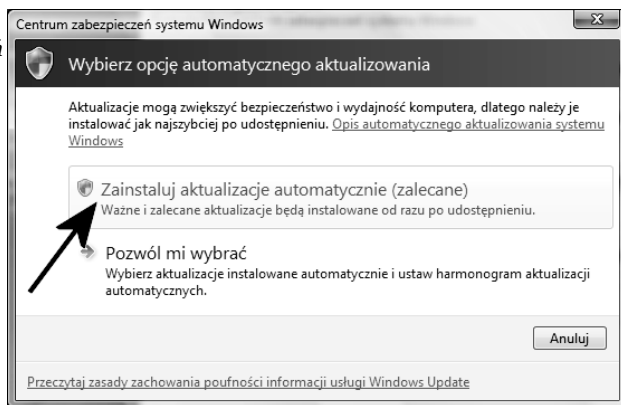 Centrum zabezpieczeń systemu Windows
Wybierz opcję automatycznego aktualizowania
Aktualizacje mogą zwiększyć bezpieczeństwo i wydajność komputera, dlatego należy je
instalować jak najszybciej po udostępnieniu. Opis automatycznego aktualizowania systemu
Windows
Zainstaluj aktualizacje automatycznie (zalecane)
Ważne i zalecane aktualizacje będą instalowane od razu po udostępnieniu.
Pozwól mi wybrać
Wybierz aktualizacje instalowane automatycznie i ustaw harmonogram aktualizacji
automatycznych.
Anuluj
Przeczytaj zasady zachowania poufności informacji usługi Windows Update